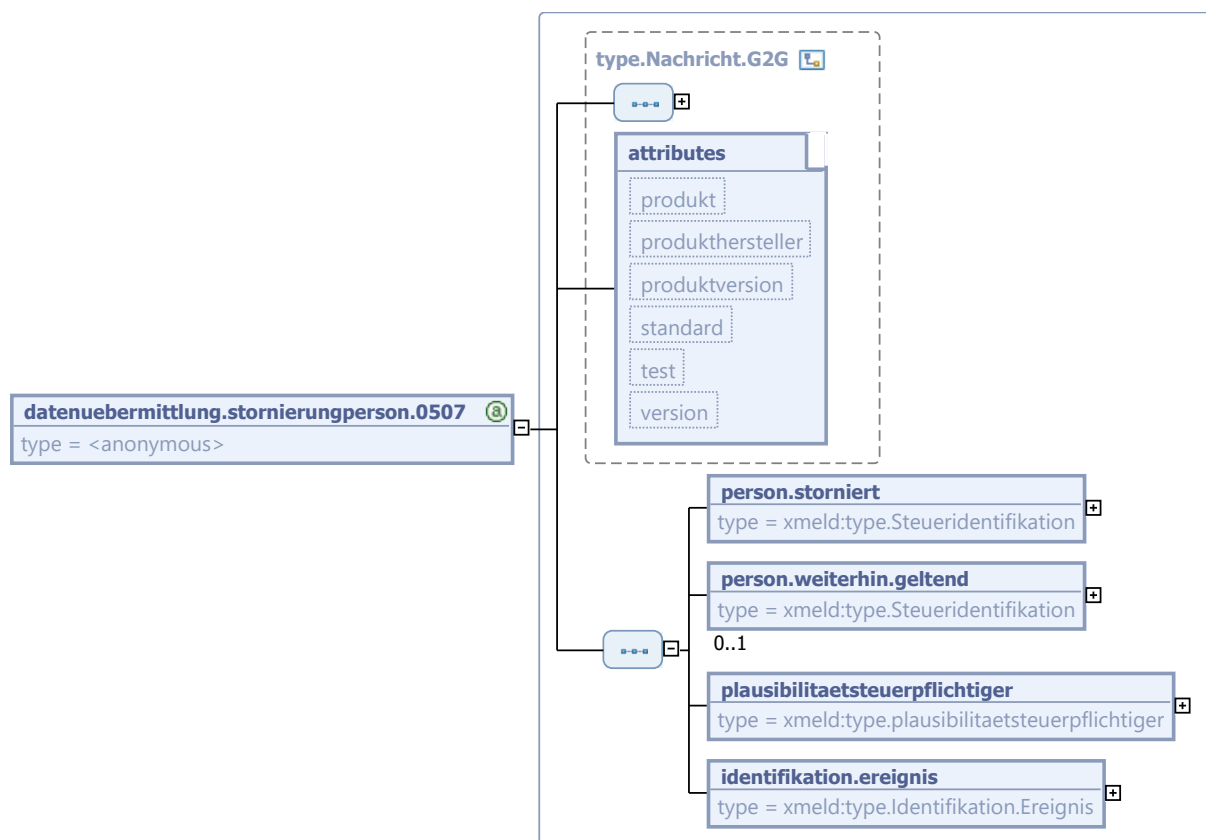 type.Nachricht.G2G
attributes
produkt
produkthersteller
produktversion
standard
test
version
datenuebermittlung.stornierungperson.0507 a
type = <anonymous>
person.storniert
type = xmeld:type.Steueridentifikation
person.weiterhin.geltend
type = xmeld:type.Steueridentifikation
0..1
plausibilitaetsteuerpflichtiger
type = xmeld:type.plausibilitaetsteuerpflichtiger
identifikation.ereignis
type = xmeld:type.Identifikation.Ereignis